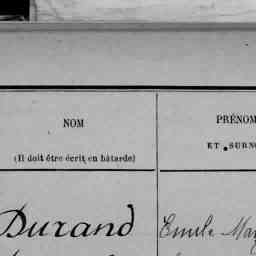 NOM
PRÉNOM
ET SURNO
(Il doit être écrit en bâtarde)
Durand
Emile